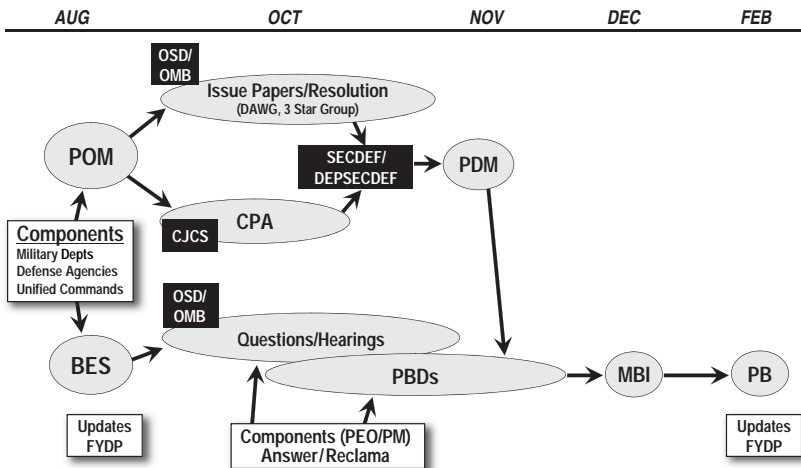 AUG
OCT
NOV
DEC
FEB
OSD/
OMB
Issue Papers/Resolution
(DAWG, 3 Star Group)
POM
SECDEF/
DEPSECDEF
PDM
CPA
CJCS
Components
Military Depts
Defense Agencies
Unified Commands
OSD/
OMB
Questions/Hearings
BES
PBDs
MBI
PB
Updates
FYDP
Components (PEO/PM)
Answer/Reclama
Updates
FYDP